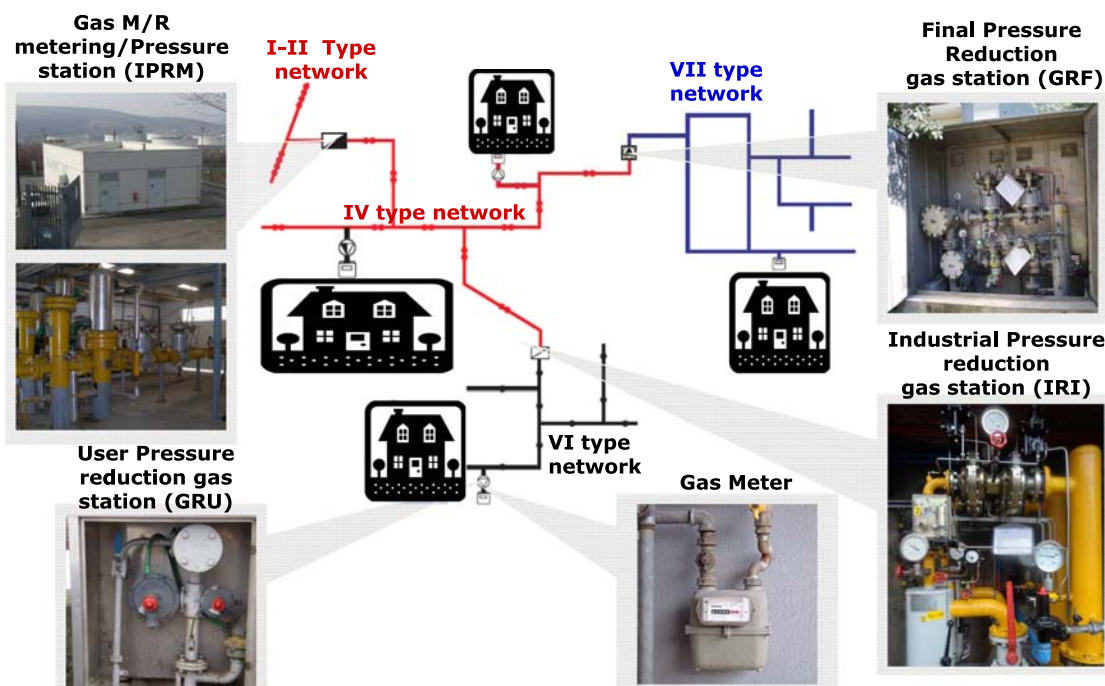 Gas M/R
metering/Pressure
station (IPRM)
I-II  Type
network
VII type
network
Final Pressure
Reduction
gas station (GRF)
IV type network
Industrial Pressure
reduction
gas station (IRI)
VI type
network
User Pressure
reduction gas
station (GRU)
Gas Meter